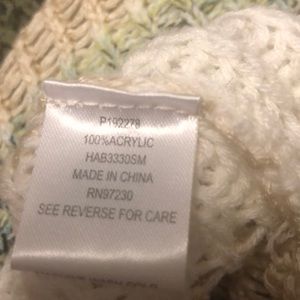 P192278
100%ACRYLIC
HAB3330SM
MADE IN CHINA
RN97230
SEE REVERSE FOR CARE